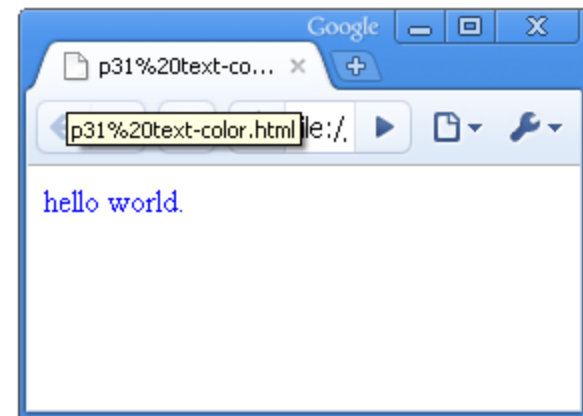 Google
p31%20text-co...
p31%20text-color.html
ile:/
hello world.